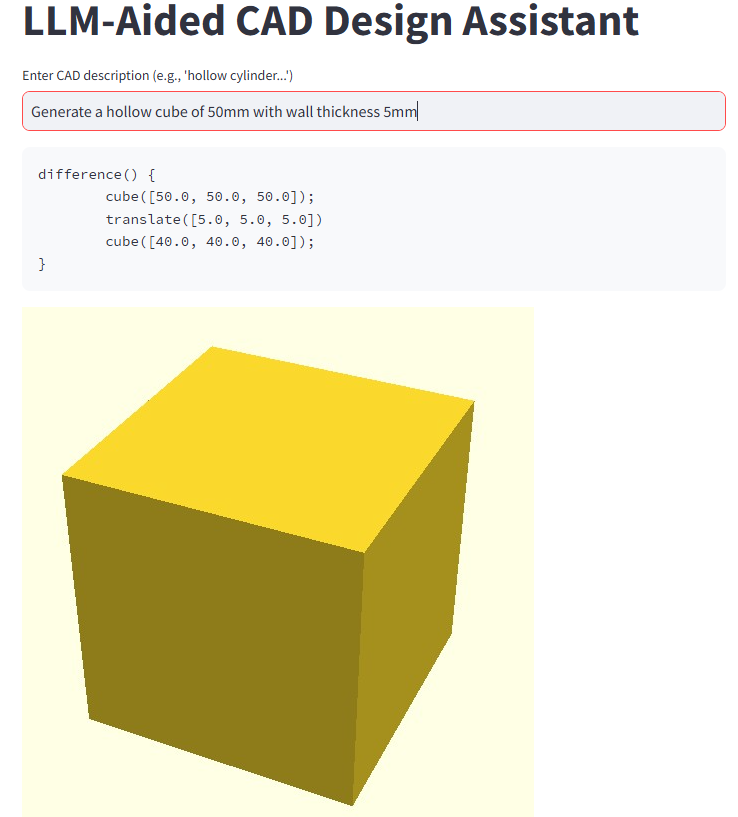 LLM-Aided CAD Design Assistant
Enter CAD description (e.g., 'hollow cylinder...')
Generate a hollow cube of 50mm with wall thickness 5mm
difference() {
        cube([50.0, 50.0, 50.0]);
        translate([5.0, 5.0, 5.0])
        cube([40.0, 40.0, 40.0]);
}